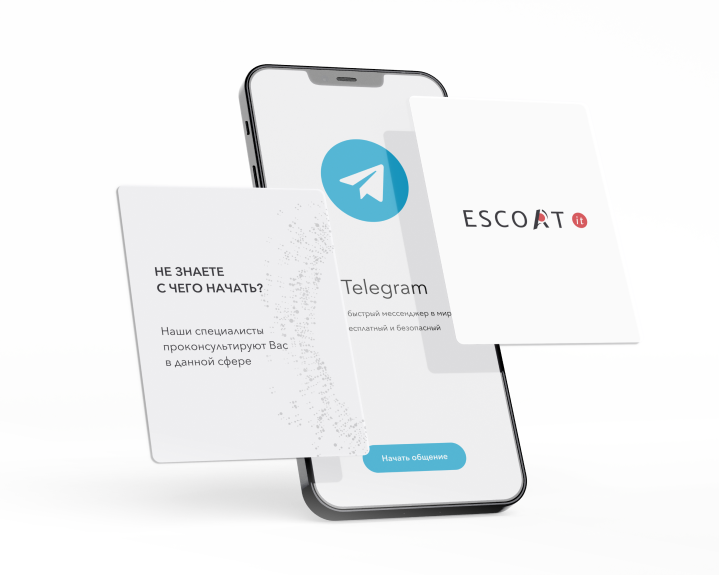 НЕ ЗНАЕТЕ
С ЧЕГО НАЧАТЬ?
Наши специалисты
проконсультируют Вас
в данной сфере
Telegram
быстрый мессенджер в мир
есплатный и безопасный
Начать общение
ESCORT it